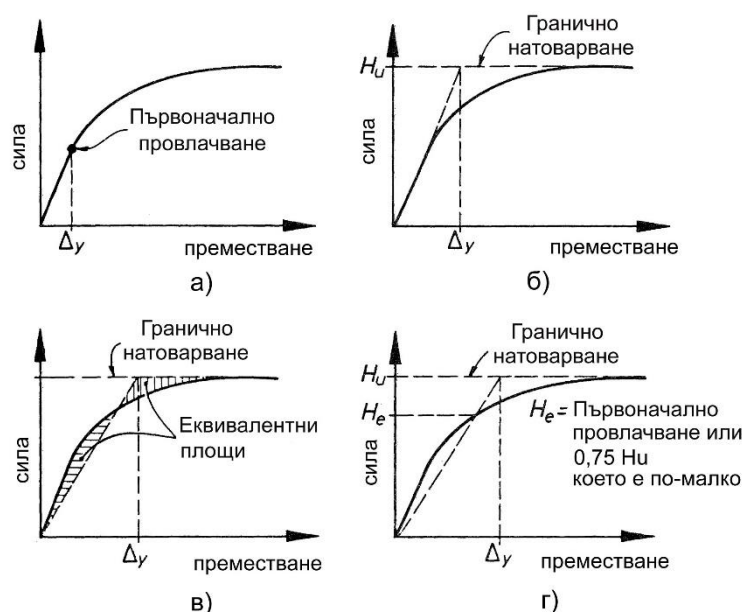 сила
Първоначално
провлачване
Δy
преместване
а)
Hu
Гранично
натоварване
сила
Δy
преместване
б)
Гранично
натоварване
Еквивалентни
площи
сила
Δy
преместване
в)
Гранично
натоварване
Hu
He
He = Първоначално
провлачване или
0,75 Hu
което е по-малко
сила
Δy
преместване
г)